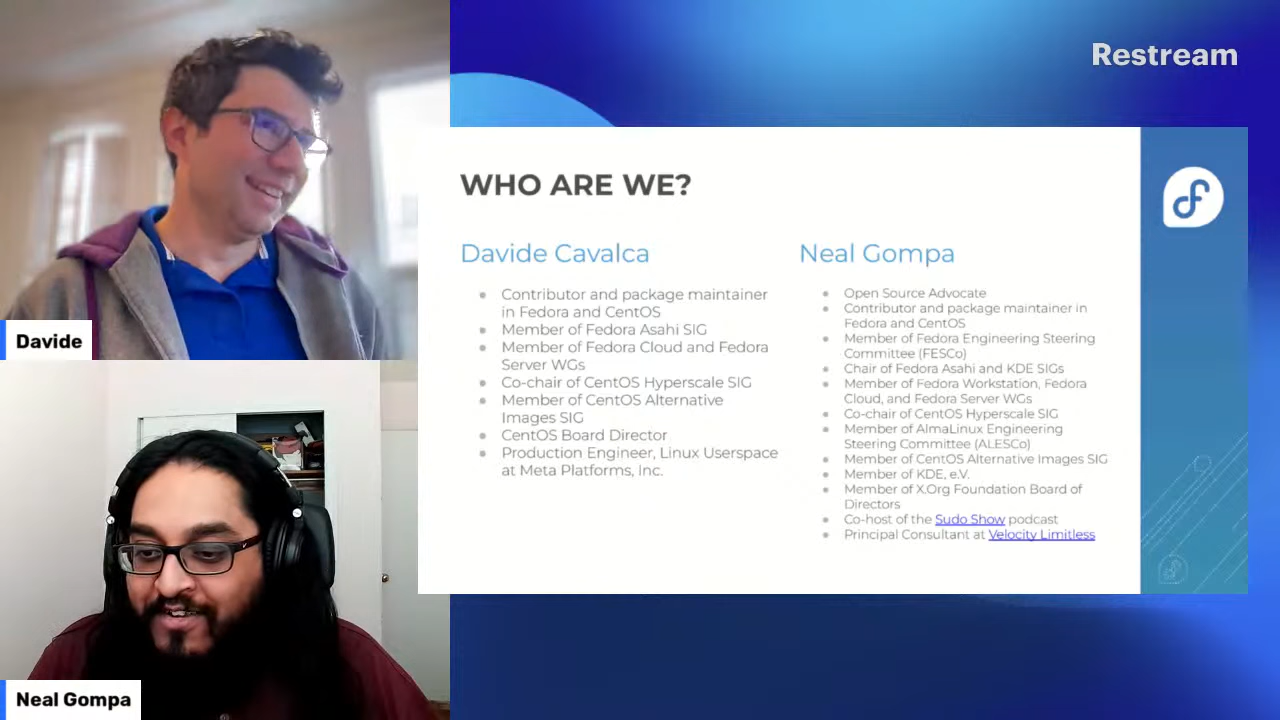 Restream
WHO ARE WE?
Davide Cavalca
Contributor and package maintainer
in Fedora and CentOS
Member of Fedora Asahi SIG
Member of Fedora Cloud and Fedora
Server WGs
Co-chair of CentOS Hyperscale SIG
Member of CentOS Alternative
Images SIG
CentOS Board Director
Production Engineer, Linux Userspace
at Meta Platforms, Inc.
Neal Gompa
Open Source Advocate
Contributor and package maintainer in
Fedora and CentOS
Member of Fedora Engineering Steering
Committee (FESCo)
Chair of Fedora Asahi and KDE SIGs
Member of Fedora Workstation, Fedora
Cloud, and Fedora Server WGs
Co-chair of CentOS Hyperscale SIG
Member of AlmaLinux Engineering
Steering Committee (ALESCo)
Member of CentOS Alternative Images SIG
Member of KDE, e.V.
Member of X.Org Foundation Board of
Directors
Co-host of the Sudo Show podcast
Principal Consultant at Velocity Limitless
Davide
Neal Gompa